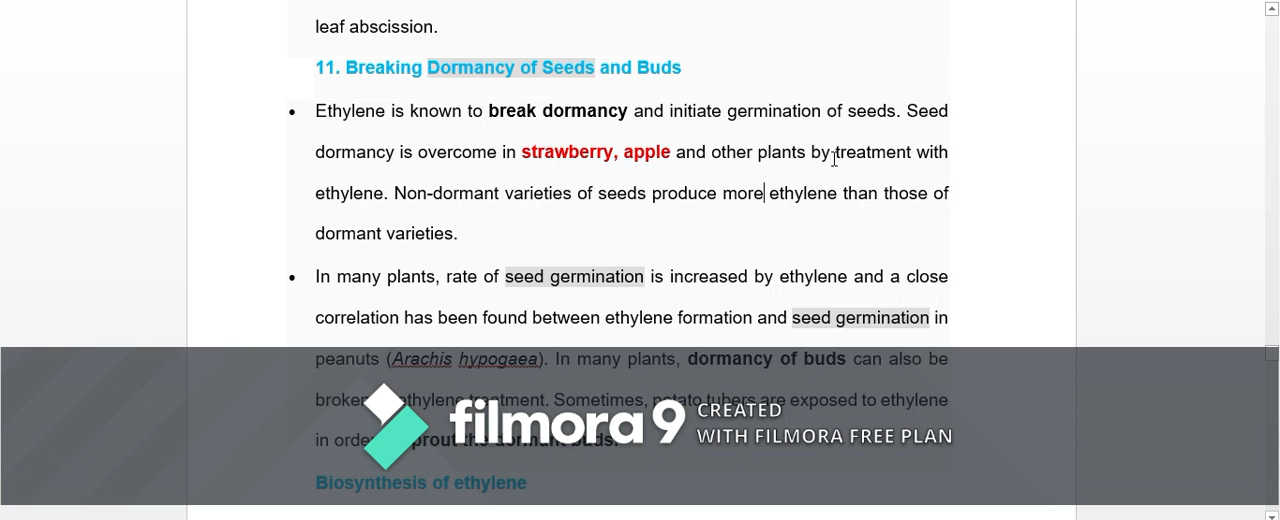 leaf abscission.
11. Breaking Dormancy of Seeds and Buds
• Ethylene is known to break dormancy and initiate germination of seeds. Seed
dormancy is overcome in strawberry, apple and other plants by treatment with
ethylene. Non-dormant varieties of seeds produce more ethylene than those of
dormant varieties.
• In many plants, rate of seed germination is increased by ethylene and a close
correlation has been found between ethylene formation and seed germination in
peanuts (Arachis hypogaea). In many plants, dormancy of buds can also be
ethylene treatment. Sometimes, potato tubers are exposed to ethylene
in the dormant buds.
filmora 9 CREATED
WITH FILMORA FREE PLAN
Biosynthesis of ethylene